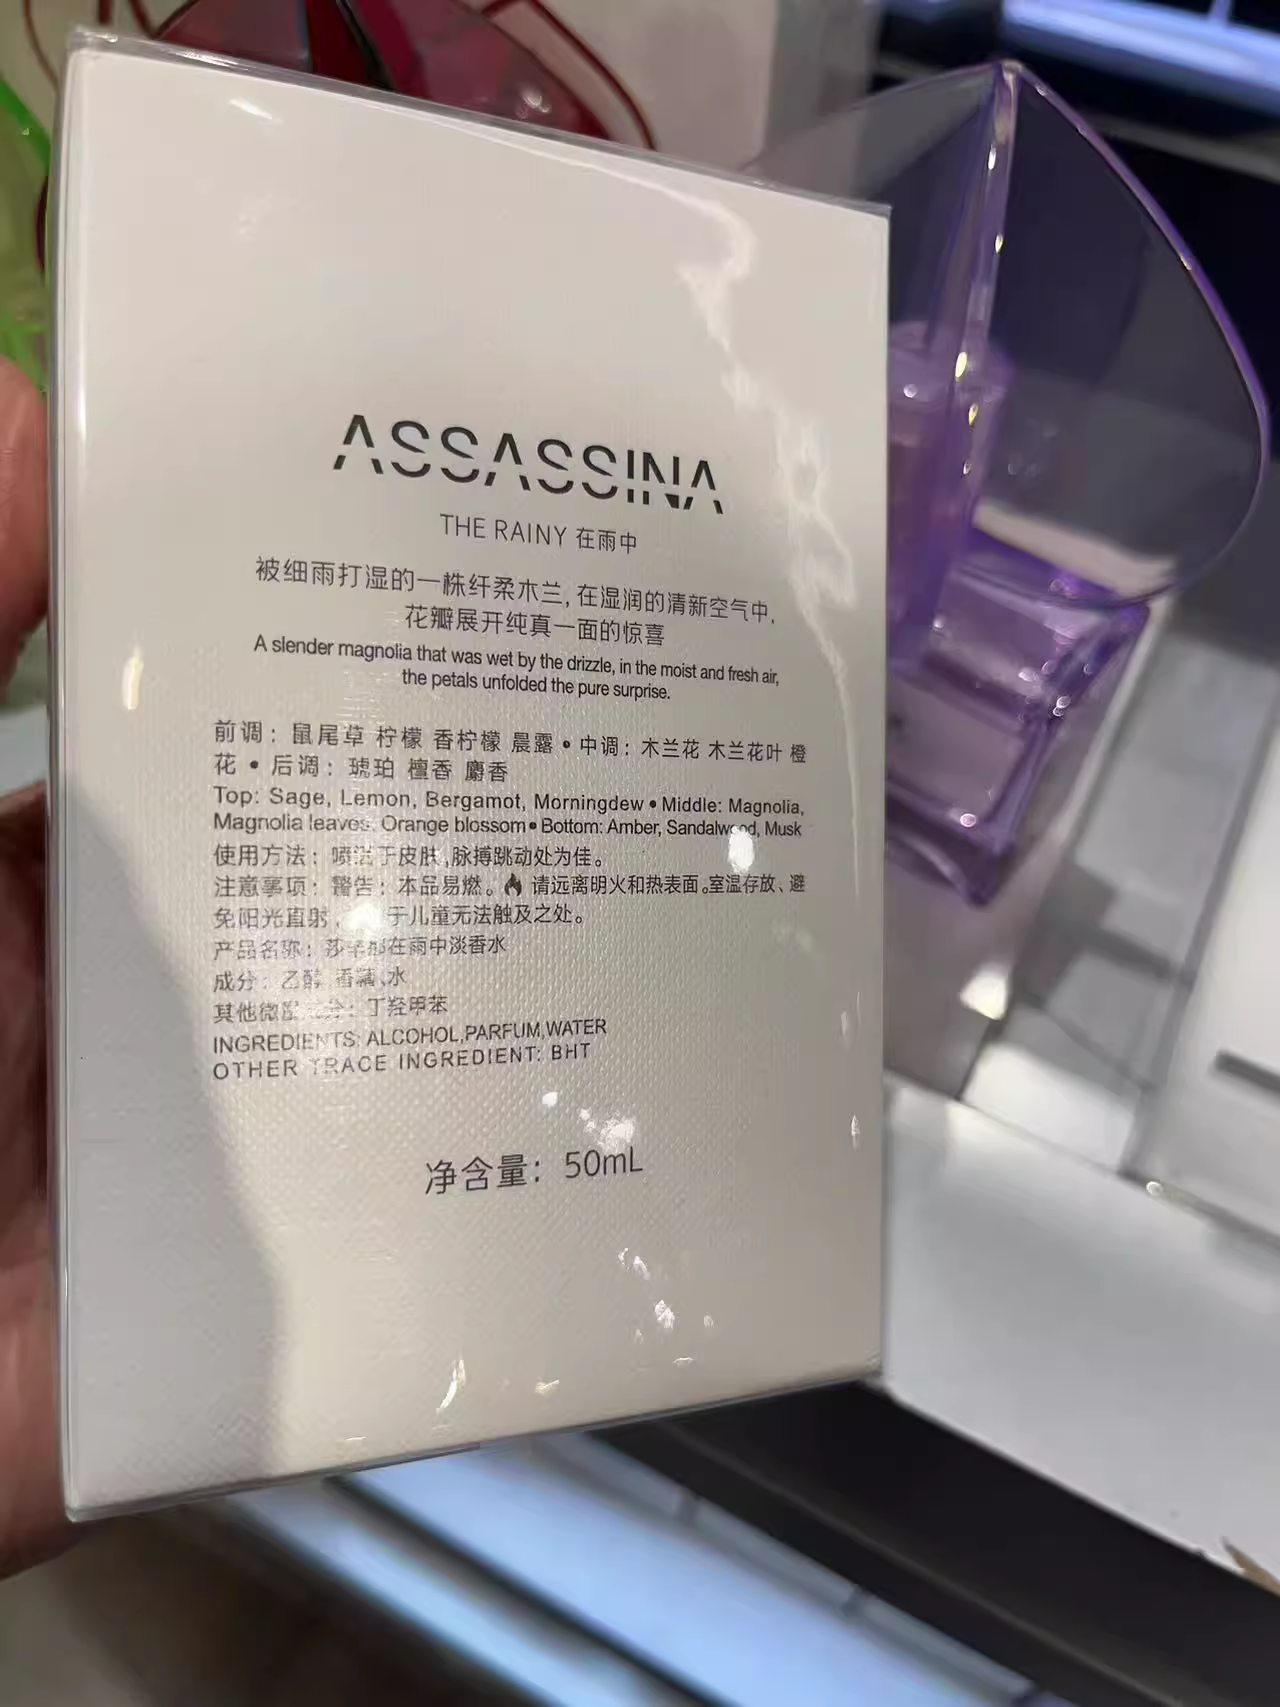 ASSASSINA
THE RAINY 在雨中
被细雨打湿的一株纤柔木兰,在湿润的清新空气中,
花瓣展开纯真一面的惊喜
A slender magnolia that was wet by the drizzle, in the moist and fresh air,
the petals unfolded the pure surprise.
前调：鼠尾草 柠檬 香柠檬 晨露•中调：木兰花 木兰花叶 橙
花 • 后调：琥珀 檀香 麝香
Top: Sage, Lemon, Bergamot, Morningdew • Middle: Magnolia,
Magnolia leaves, Orange blossom • Bottom: Amber, Sandalwood, Musk
使用方法：喷洒于皮肤,脉搏跳动处为佳。
注意事项：警告：本品易燃。请远离明火和热表面。室温存放、避
免阳光直射、于儿童无法触及之处。
产品名称：在雨中淡香水
成分：乙醇、香精、水
其他微量成分：丁羟甲苯
INGREDIENTS: ALCOHOL,PARFUM,WATER
OTHER TRACE INGREDIENT: BHT
净含量：50mL